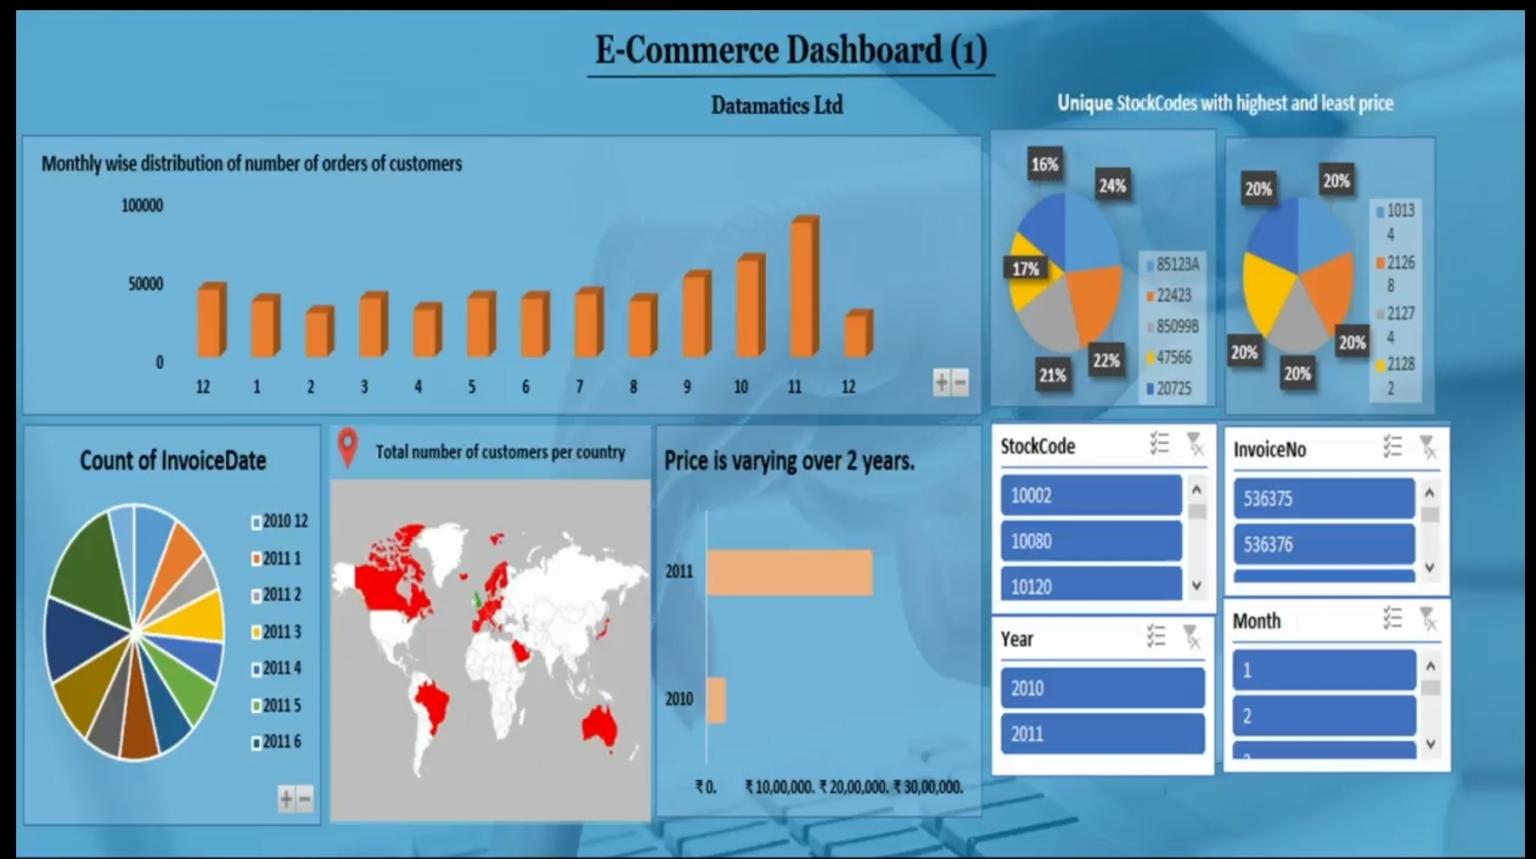 E-Commerce Dashboard (1)
Datamatics Ltd
Unique StockCodes with highest and least price
Monthly wise distribution of number of orders of customers
100000
50000
0
12 1 2 3 4 5 6 7 8 9 10 11 12
16%
24%
17%
22%
21%
85123A
22423
85099B
47566
20725
20%
20%
20%
20%
20%
1013
4
2126
8
2127
4
2128
2
Count of InvoiceDate
2010 12
2011 1
2011 2
2011 3
2011 4
2011 5
2011 6
Total number of customers per country
Price is varying over 2 years.
2011
2010
₹ 0. ₹ 10,00,000. ₹ 20,00,000. ₹ 30,00,000.
StockCode
10002
10080
10120
InvoiceNo
536375
536376
Year
2010
2011
Month
1
2